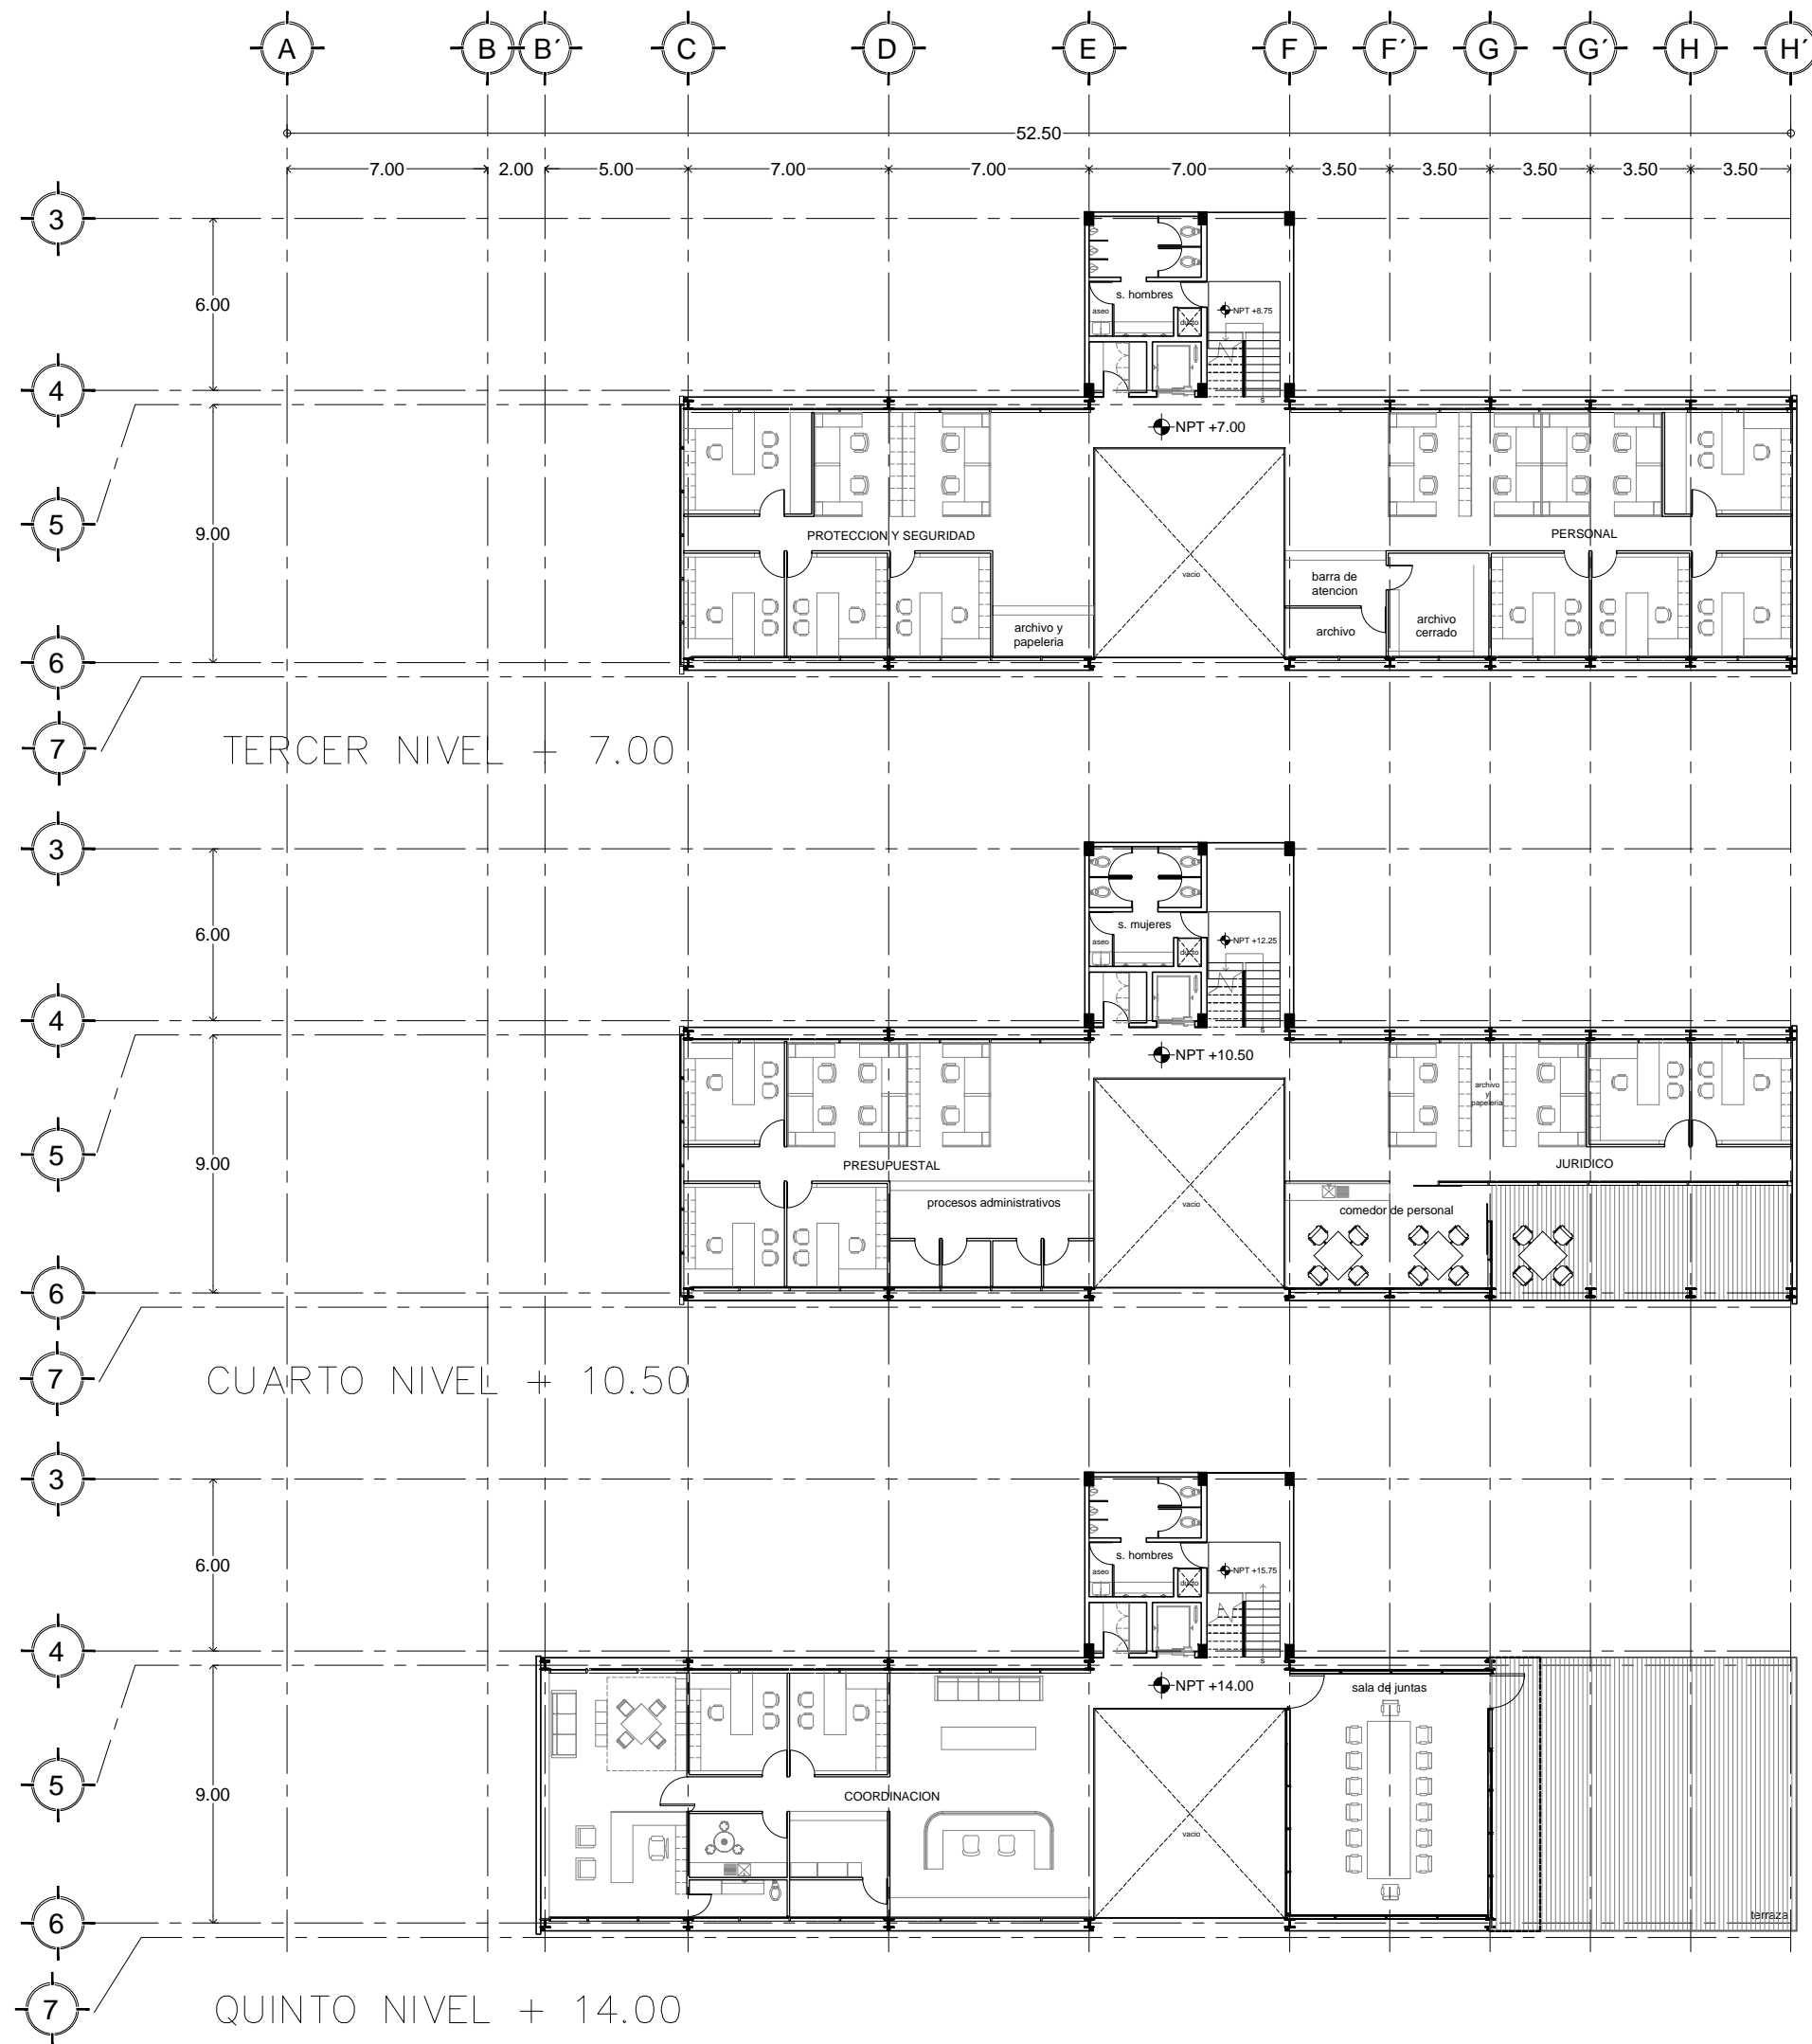 A B B´ C D E F F´ G G´ H H´
52.50
7.00 2.00 5.00 7.00 7.00 7.00 3.50 3.50 3.50 3.50 3.50
3
6.00
s. hombres
aseo
ducto
NPT +8.75
4
NPT +7.00
5
9.00
PROTECCION Y SEGURIDAD
PERSONAL
vacio
barra de
atencion
archivo y
papeleria
archivo
archivo
cerrado
S
6
7
TERCER NIVEL + 7.00
3
6.00
s. mujeres
aseo
ducto
NPT +12.25
4
S
NPT +10.50
archivo
y
papeleria
5
9.00
PRESUPUESTAL
JURIDICO
procesos administrativos
vacio
comedor de personal
6
7
CUARTO NIVEL + 10.50
3
6.00
s. hombres
aseo
ducto
NPT +15.75
4
S
NPT +14.00
sala de juntas
5
9.00
COORDINACION
vacio
6
terraza
7
QUINTO NIVEL + 14.00